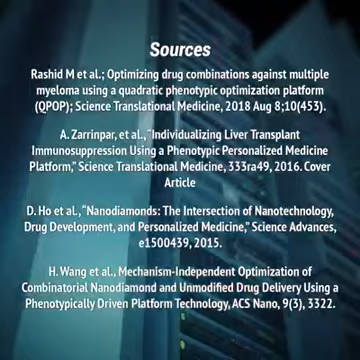 Sources
Rashid M et al.; Optimizing drug combinations against multiple
myeloma using a quadratic phenotypic optimization platform
(QPOP); Science Translational Medicine, 2018 Aug 8;10(453).
A. Zarrinpar, et al., "Individualizing Liver Transplant
Immunosuppression Using a Phenotypic Personalized Medicine
Platform," Science Translational Medicine, 333ra49, 2016. Cover
Article
D. Ho et al., "Nanodiamonds: The Intersection of Nanotechnology,
Drug Development, and Personalized Medicine," Science Advances,
e1500439, 2015.
H. Wang et al., Mechanism-Independent Optimization of
Combinatorial Nanodiamond and Unmodified Drug Delivery Using a
Phenotypically Driven Platform Technology, ACS Nano, 9(3), 3322.